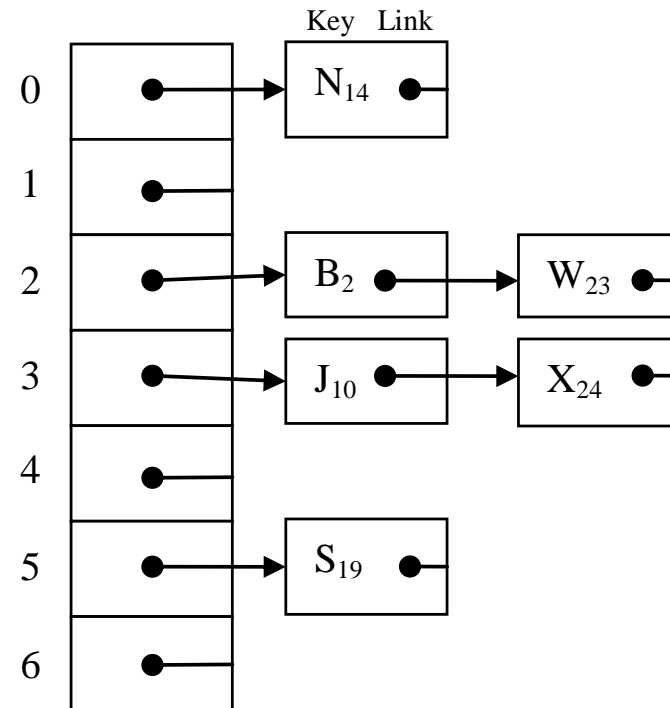 Key Link
0 N₁₄
1
2 B₂ W₂₃
3 J₁₀ X₂₄
4
5 S₁₉
6